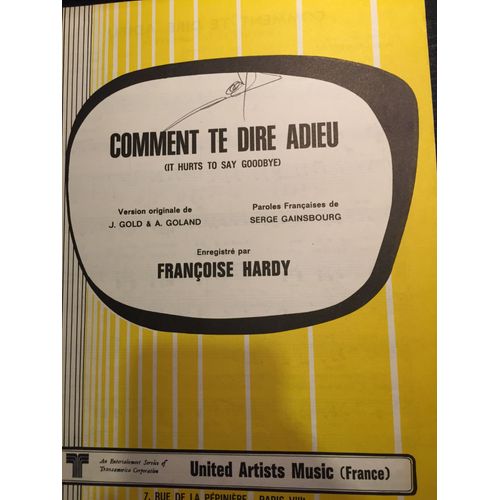 COMMENT TE DIRE ADIEU
(IT HURTS TO SAY GOODBYE)
Version originale de
J. GOLD & A. GOLAND
Paroles Françaises de
SERGE GAINSBOURG
Enregistré par
FRANÇOISE HARDY
An Entertainment Service of
Transamerica Corporation
United Artists Music (France)
7, RUE DE LA PÉPINIÈRE - PARIS VIIIe